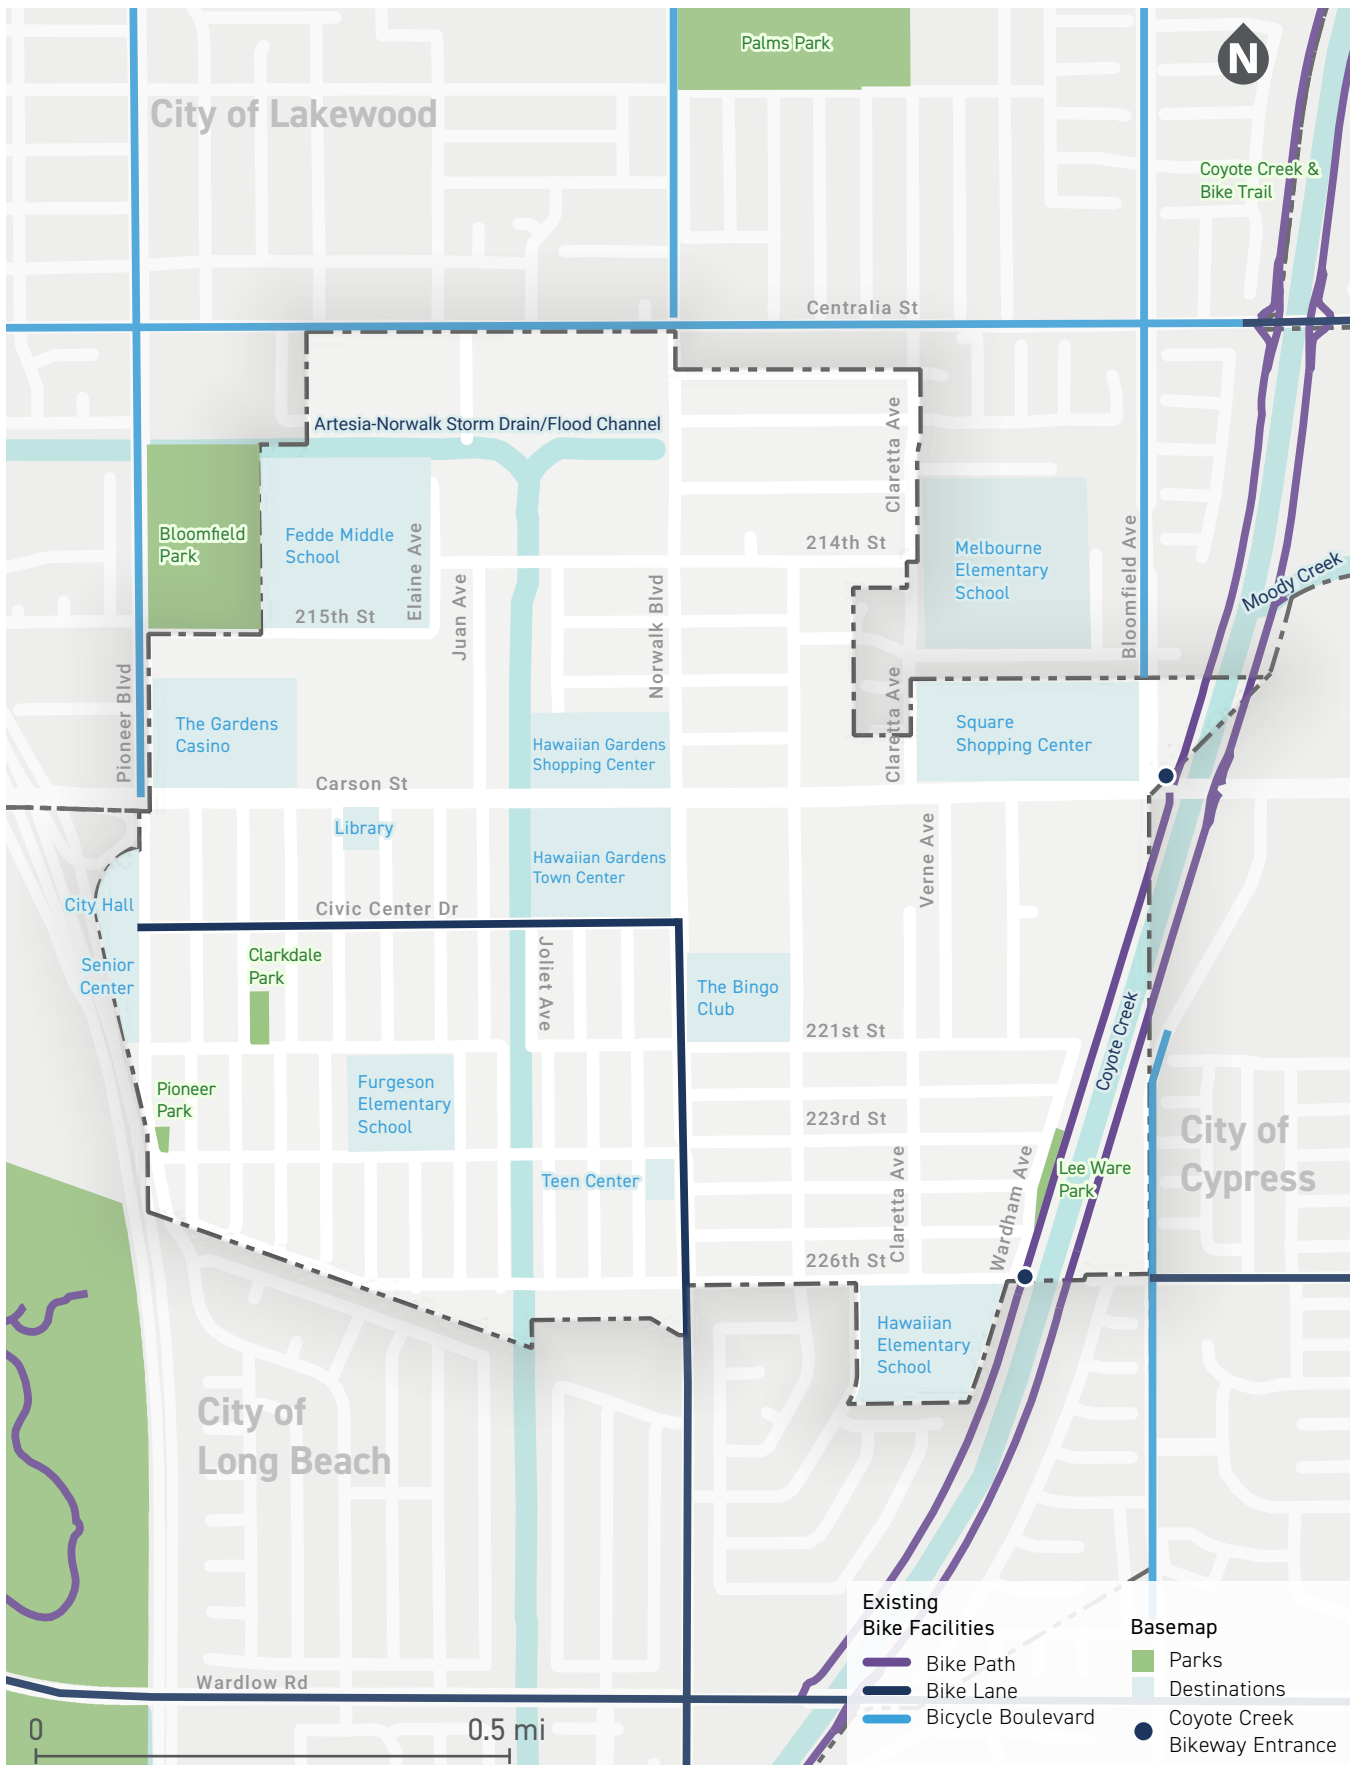 Palms Park
N
City of Lakewood
Coyote Creek &
Bike Trail
Centralia St
Artesia-Norwalk Storm Drain/Flood Channel
Claretta Ave
Bloomfield
Park
Fedde Middle
School
Elaine Ave
214th St
Melbourne
Elementary
School
Bloomfield Ave
Moody Creek
215th St
Juan Ave
Norwalk Blvd
Pioneer Blvd
The Gardens
Casino
Hawaiian Gardens
Shopping Center
Claretta Ave
Square
Shopping Center
Carson St
Library
Hawaiian Gardens
Town Center
Verne Ave
City Hall
Civic Center Dr
Senior
Center
Clarkdale
Park
Joliet Ave
The Bingo
Club
221st St
Coyote Creek
Pioneer
Park
Furgeson
Elementary
School
223rd St
City of
Cypress
Teen Center
Claretta Ave
Wardham Ave
Lee Ware
Park
226th St
Hawaiian
Elementary
School
City of
Long Beach
Wardlow Rd
0
0.5 mi
Existing
Bike Facilities
Bike Path
Bike Lane
Bicycle Boulevard
Basemap
Parks
Destinations
Coyote Creek
Bikeway Entrance